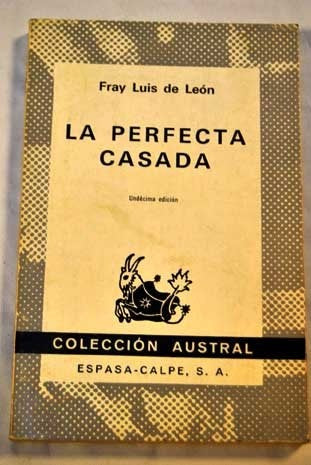 Fray Luis de León
LA PERFECTA
CASADA
Undécima edición
COLECCIÓN AUSTRAL
ESPASA-CALPE, S. A.